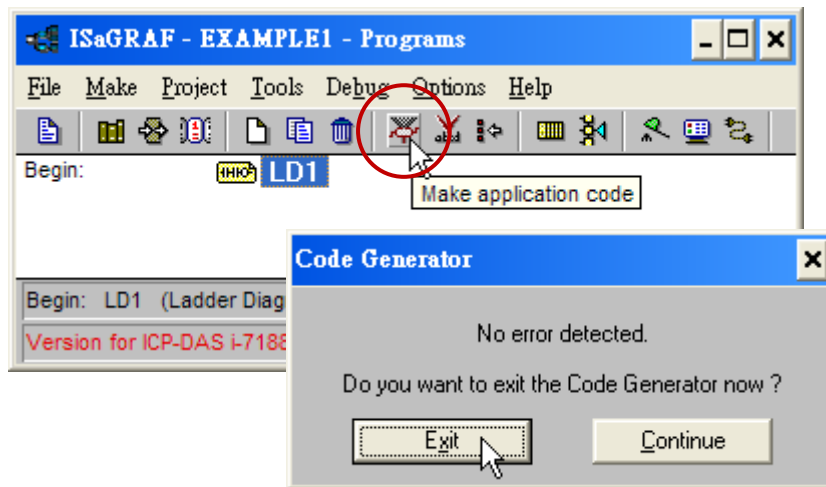 ISaGRAF - EXAMPLE1 - Programs
File Make Project Tools Debug Options Help
Begin: LD1
Make application code
Code Generator
Begin: LD1 (Ladder Diag
Version for ICP-DAS i-7188
No error detected.
Do you want to exit the Code Generator now ?
Exit Continue